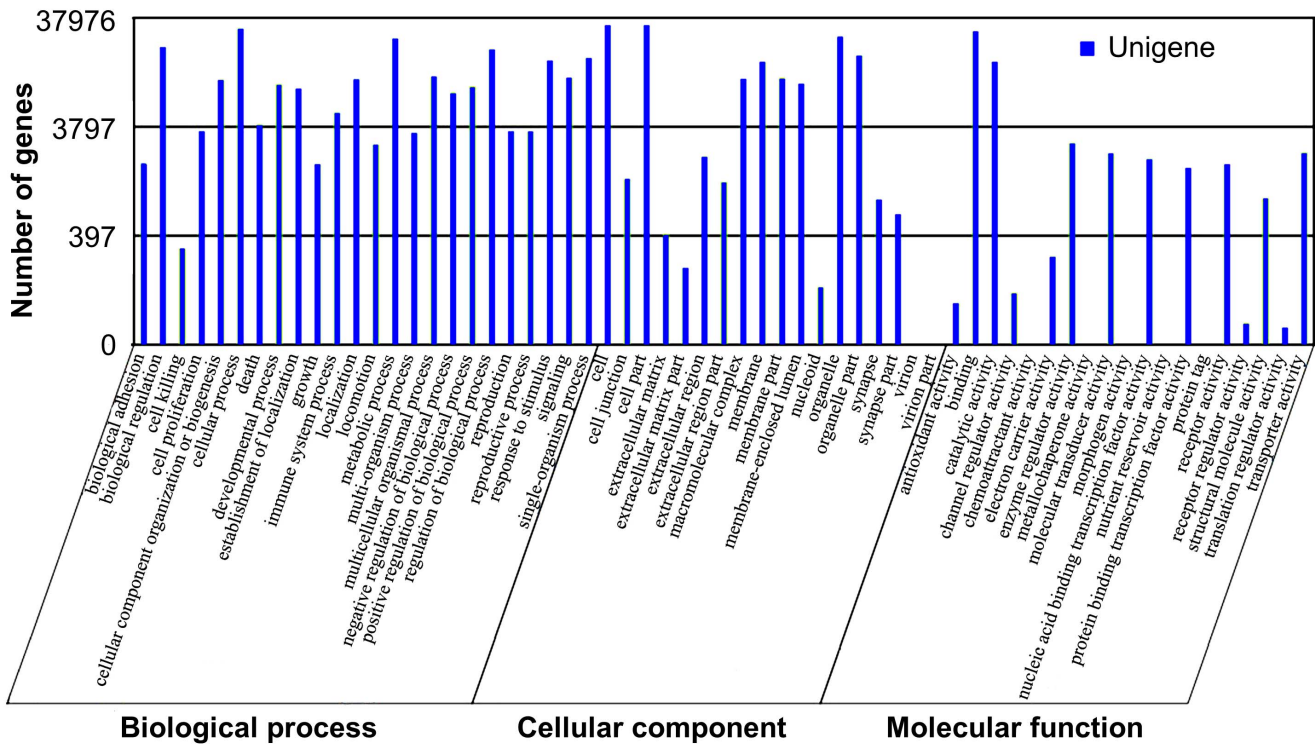 37976
3797
397
0
Number of genes
Unigene
biological adhesion
biological regulation
cell killing
cell proliferation
cellular component organization or biogenesis
cellular process
death
developmental process
establishment of localization
growth
immune system process
localization
locomotion
metabolic process
multi-organism process
multicellular organismal process
negative regulation of biological process
positive regulation of biological process
regulation of biological process
reproduction
reproductive process
response to stimulus
signaling
single-organism process
cell
cell junction
cell part
extracellular matrix
extracellular matrix part
extracellular region
extracellular region part
macromolecular complex
membrane
membrane part
membrane-enclosed lumen
nucleoid
organelle
organelle part
synapse
synapse part
virion
virion part
antioxidant activity
binding
catalytic activity
channel regulator activity
chemoattractant activity
electron carrier activity
enzyme regulator activity
metallochaperone activity
molecular transducer activity
morphogen activity
nucleic acid binding transcription factor activity
nutrient reservoir activity
protein binding transcription factor activity
protein tag
receptor activity
receptor regulator activity
structural molecule activity
translation regulator activity
transporter activity
Biological process
Cellular component
Molecular function